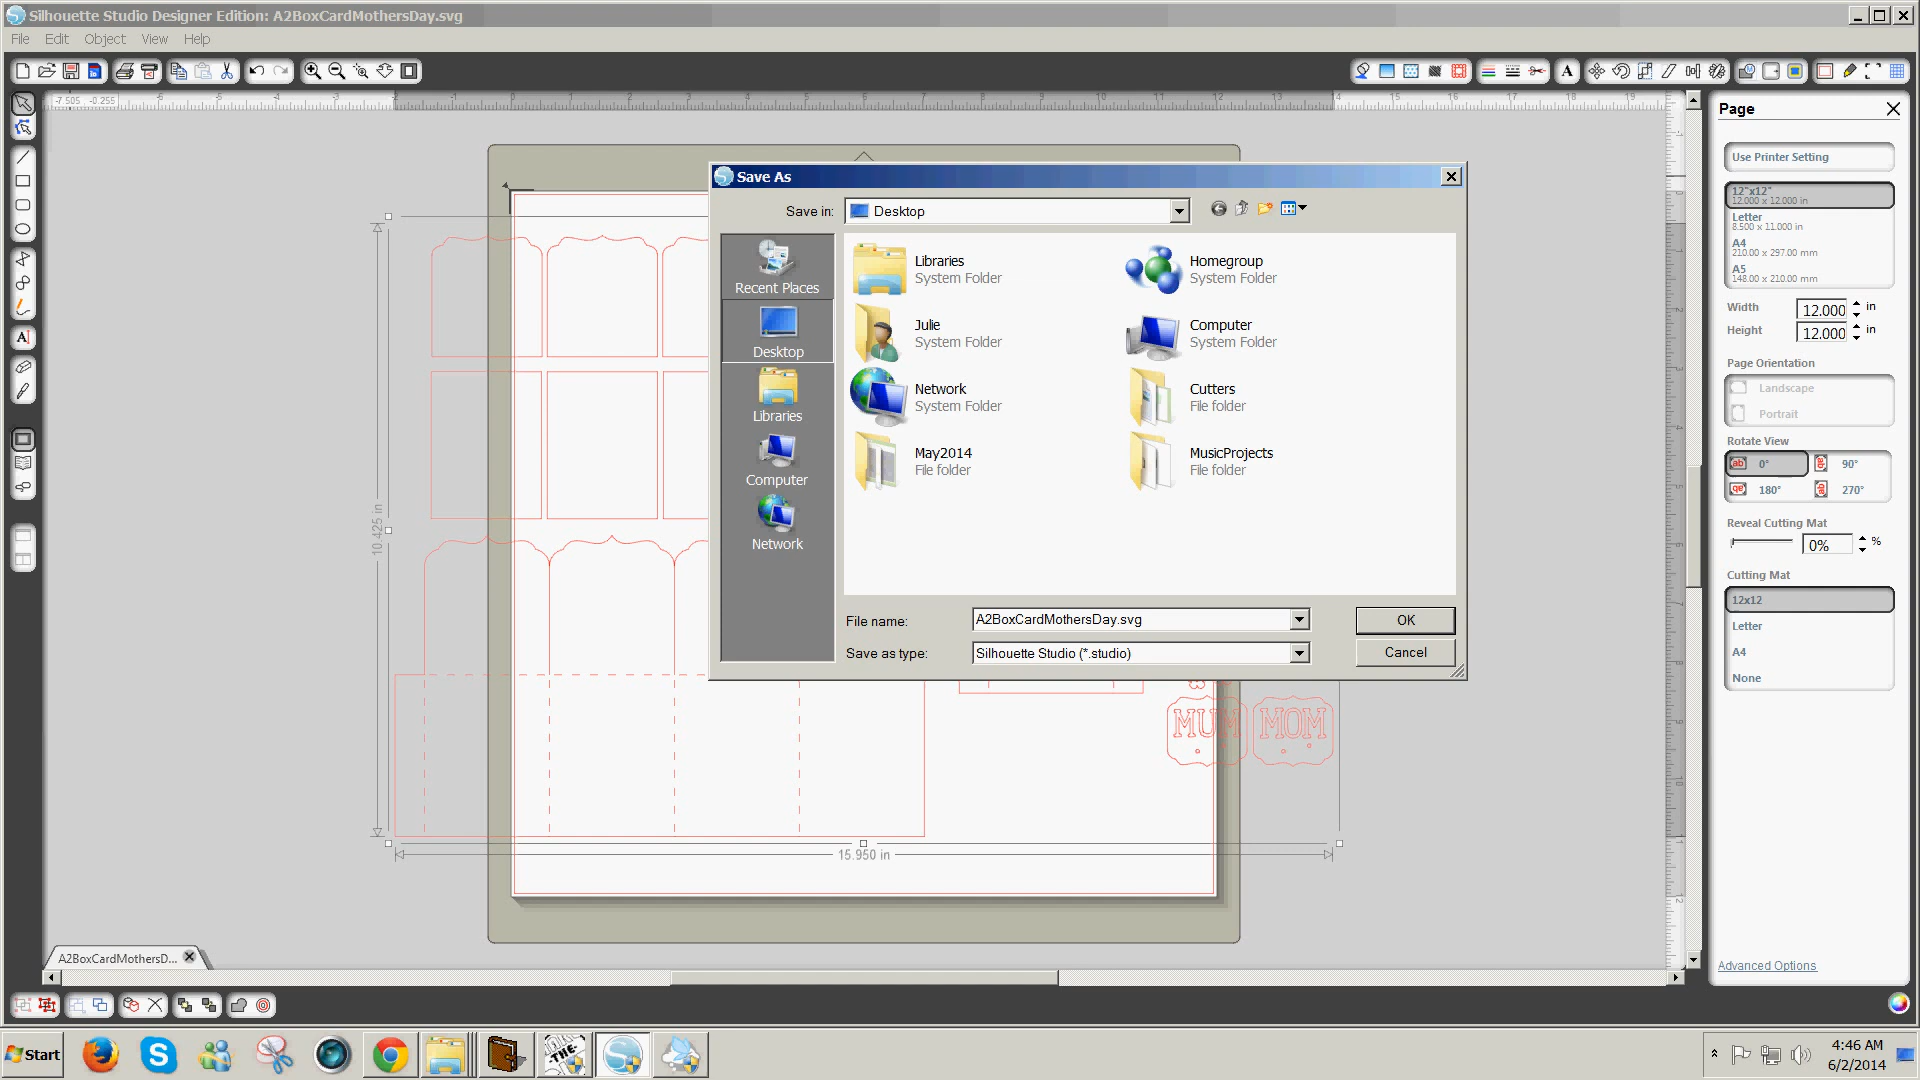 Silhouette Studio Designer Edition: A2BoxCardMothersDay.svg
File Edit Object View Help
-7.505 , -0.255
Page
Use Printer Setting
12"x12"
12.000 x 12.000 in
Letter
8.500 x 11.000 in
A4
210.00 x 297.00 mm
A5
148.00 x 210.00 mm
Width 12.000 in
Height 12.000 in
Page Orientation
Landscape
Portrait
Rotate View
0° 90°
180° 270°
Reveal Cutting Mat
0% %
Cutting Mat
12x12
Letter
A4
None
Advanced Options
Save As
Save in: Desktop
Recent Places
Desktop
Libraries
Computer
Network
Libraries
System Folder
Homegroup
System Folder
Julie
System Folder
Computer
System Folder
Network
System Folder
Cutters
File folder
May2014
File folder
MusicProjects
File folder
File name: A2BoxCardMothersDay.svg OK
Save as type: Silhouette Studio (*.studio) Cancel
10.425 in
MUM MOM
15.950 in
A2BoxCardMothersD...
Start
4:46 AM
6/2/2014